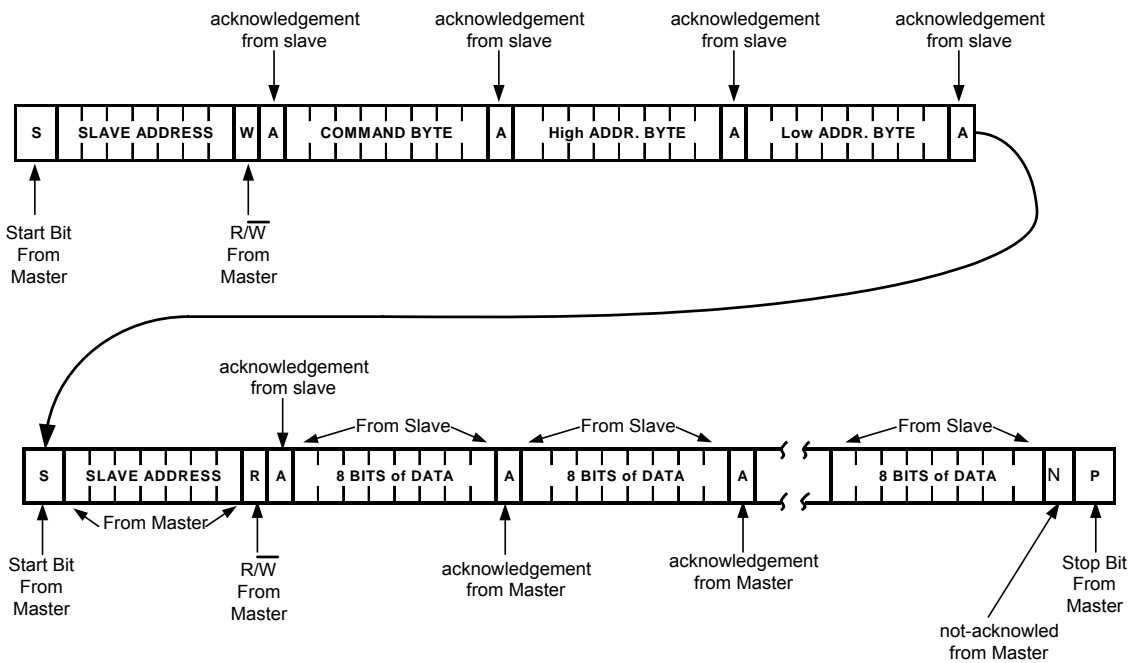 acknowledgement
from slave
acknowledgement
from slave
acknowledgement
from slave
acknowledgement
from slave
S SLAVE ADDRESS W A COMMAND BYTE A High ADDR. BYTE A Low ADDR. BYTE A
Start Bit
From
Master
R/W̅
From
Master
acknowledgement
from slave
From Slave
From Slave
From Slave
S SLAVE ADDRESS R A 8 BITS of DATA A 8 BITS of DATA A 8 BITS of DATA N P
From Master
Start Bit
From
Master
R/W̅
From
Master
acknowledgement
from Master
acknowledgement
from Master
not-acknowled
from Master
Stop Bit
From
Master